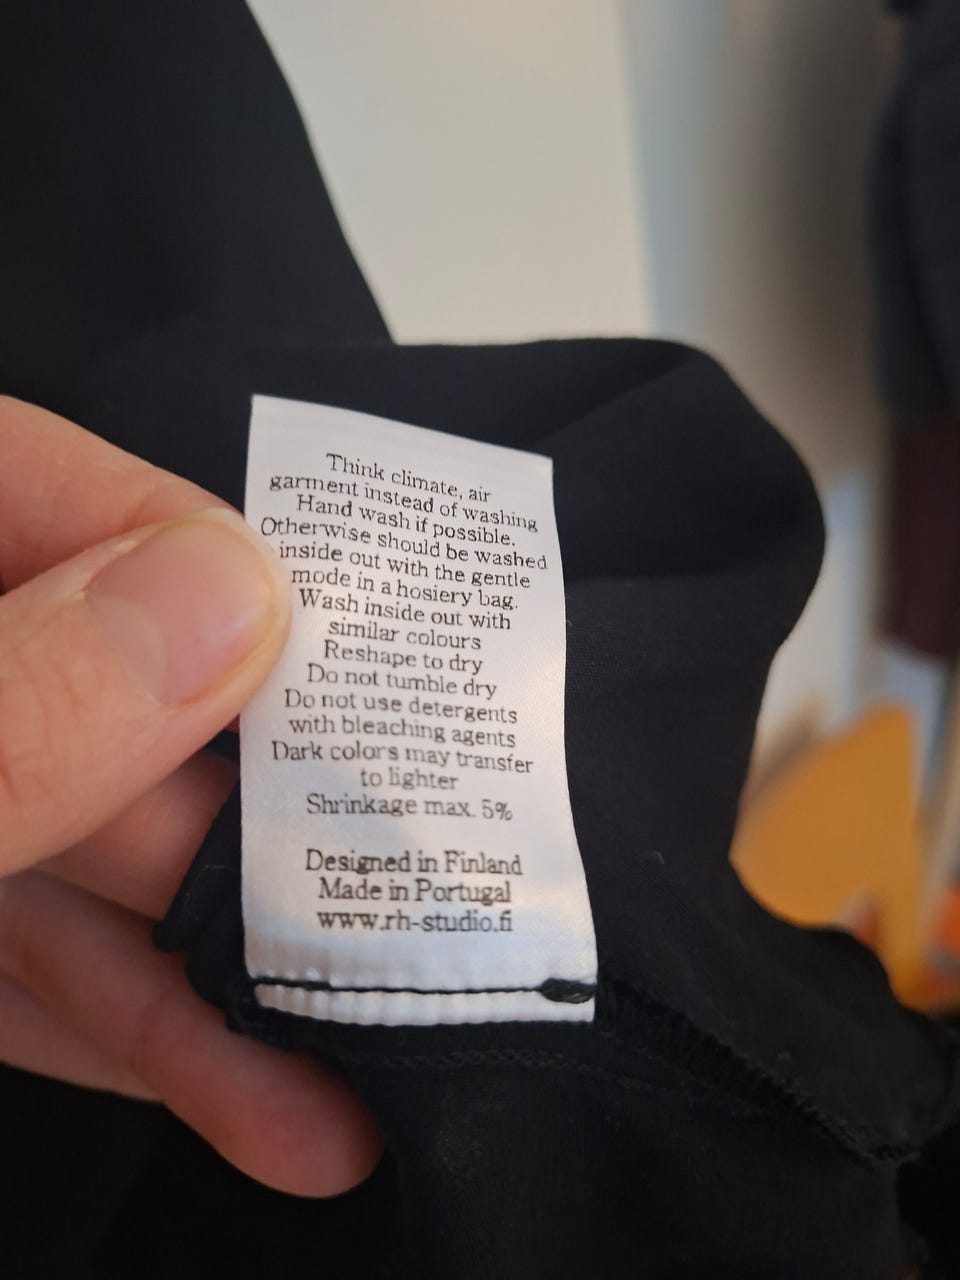 Think climate, air
garment instead of washing
Hand wash if possible.
Otherwise should be washed
inside out with the gentle
mode in a hosiery bag.
Wash inside out with
similar colours
Reshape to dry
Do not tumble dry
Do not use detergents
with bleaching agents
Dark colors may transfer
to lighter
Shrinkage max. 5%
Designed in Finland
Made in Portugal
www.rh-studio.fi